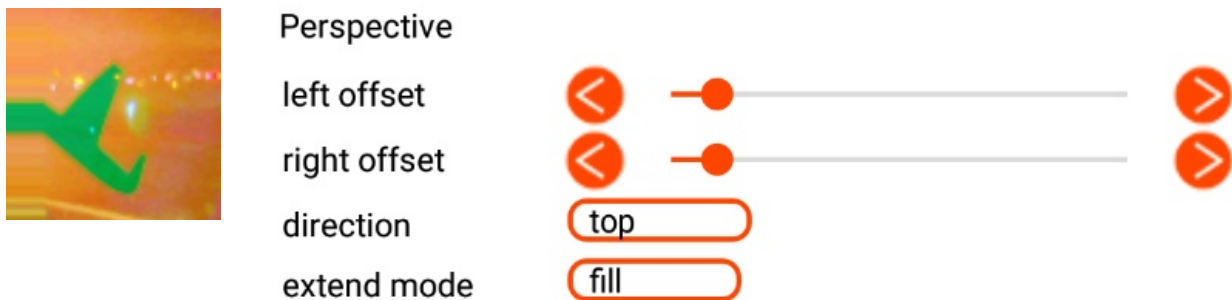 Perspective
left offset
right offset
direction top
extend mode fill